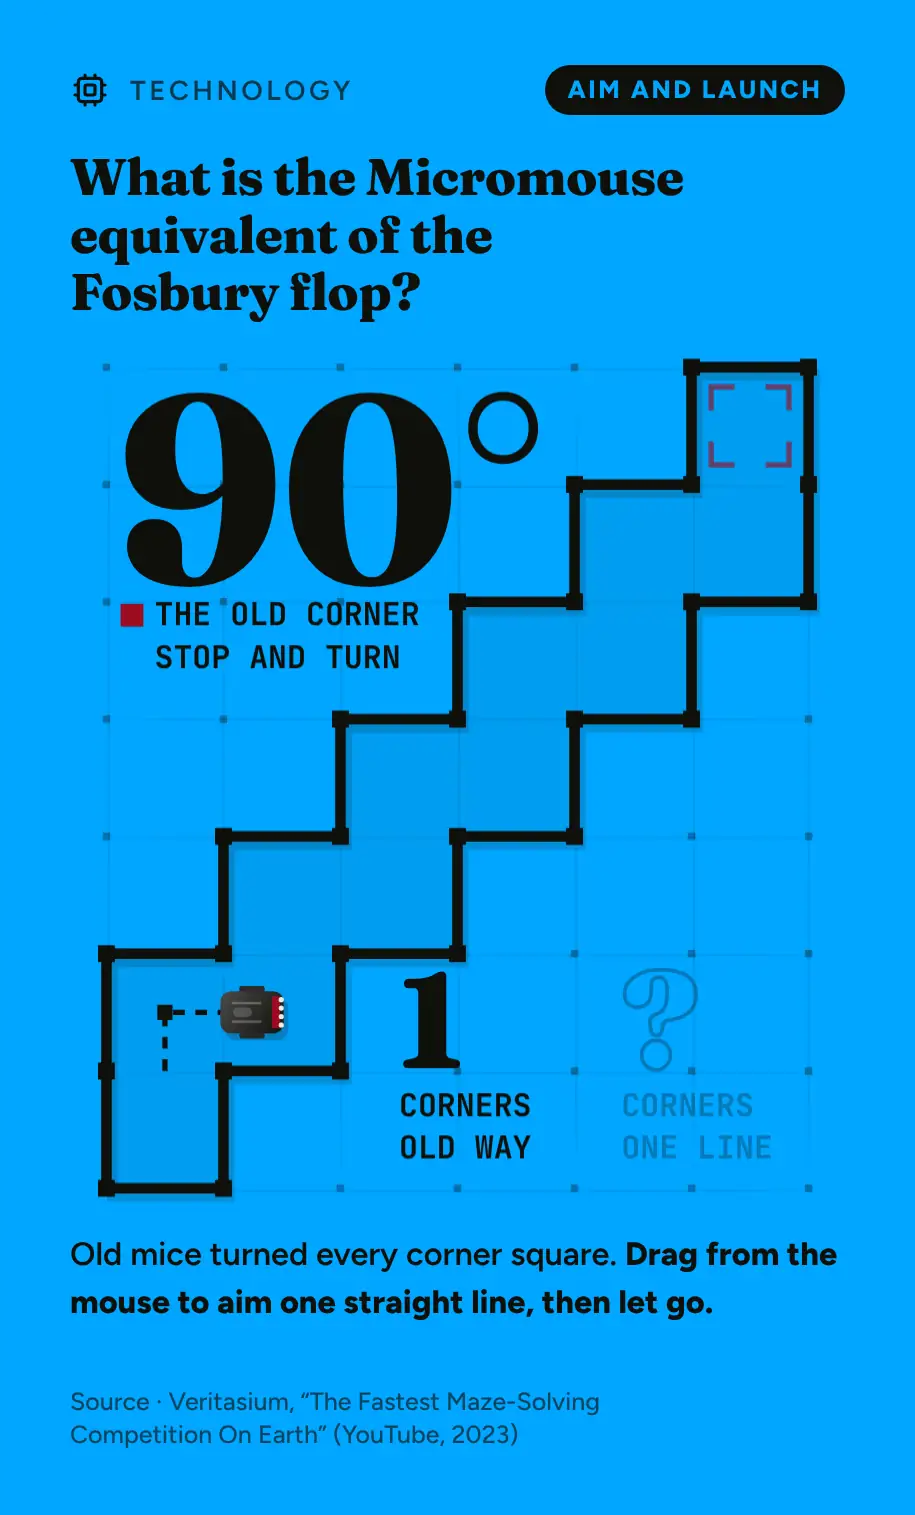 TECHNOLOGY
AIM AND LAUNCH
What is the Micromouse
equivalent of the
Fosbury flop?
90°
THE OLD CORNER
STOP AND TURN
1
CORNERS
OLD WAY
?
CORNERS
ONE LINE
Old mice turned every corner square. Drag from the
mouse to aim one straight line, then let go.
Source · Veritasium, “The Fastest Maze-Solving
Competition On Earth” (YouTube, 2023)